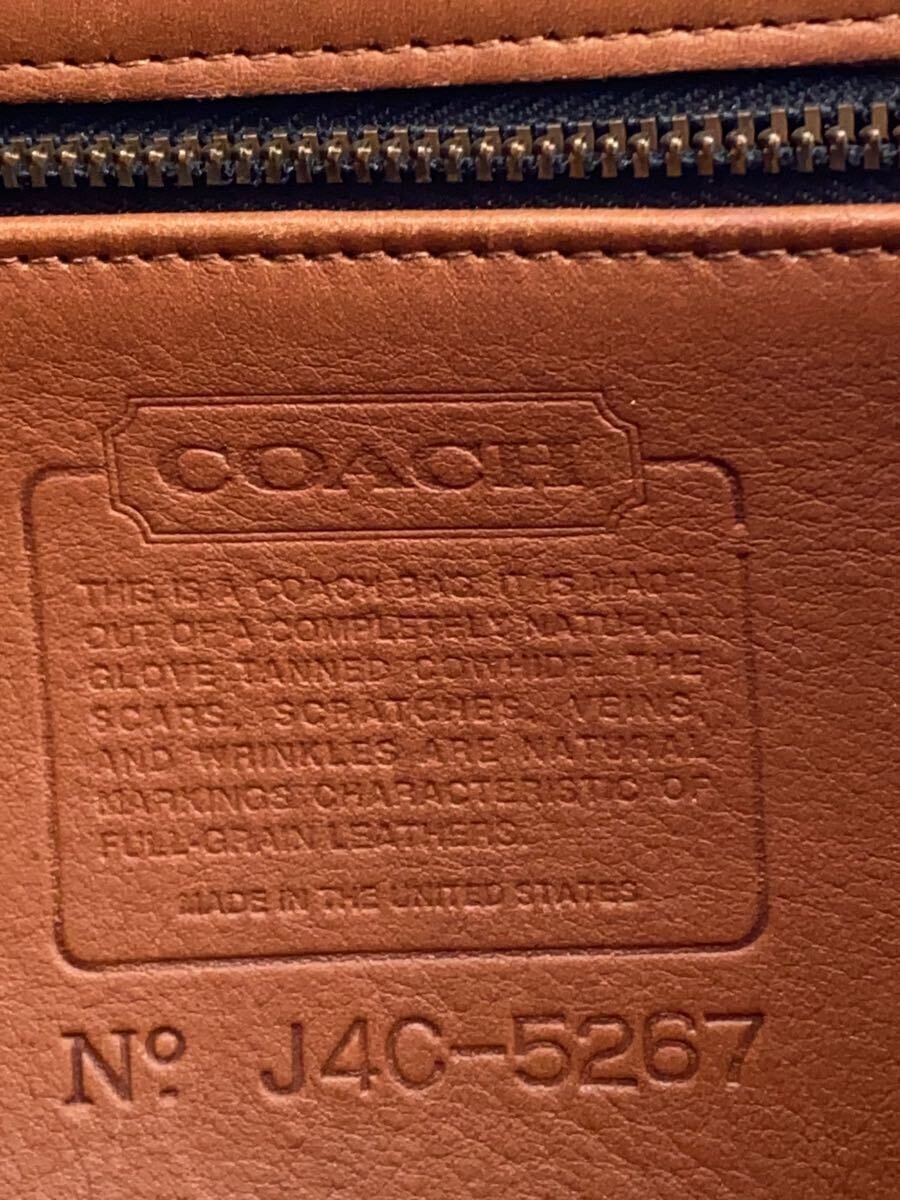 COACH
THIS IS A COACH BAG. IT IS MADE
OUT OF A COMPLETELY NATURAL
GLOVE-TANNED COWHIDE. THE
SCARS, SCRATCHES, VEINS,
AND WRINKLES ARE NATURAL
MARKINGS CHARACTERISTIC OF
FULL-GRAIN LEATHERS.
MADE IN THE UNITED STATES
Nº J4C-5267